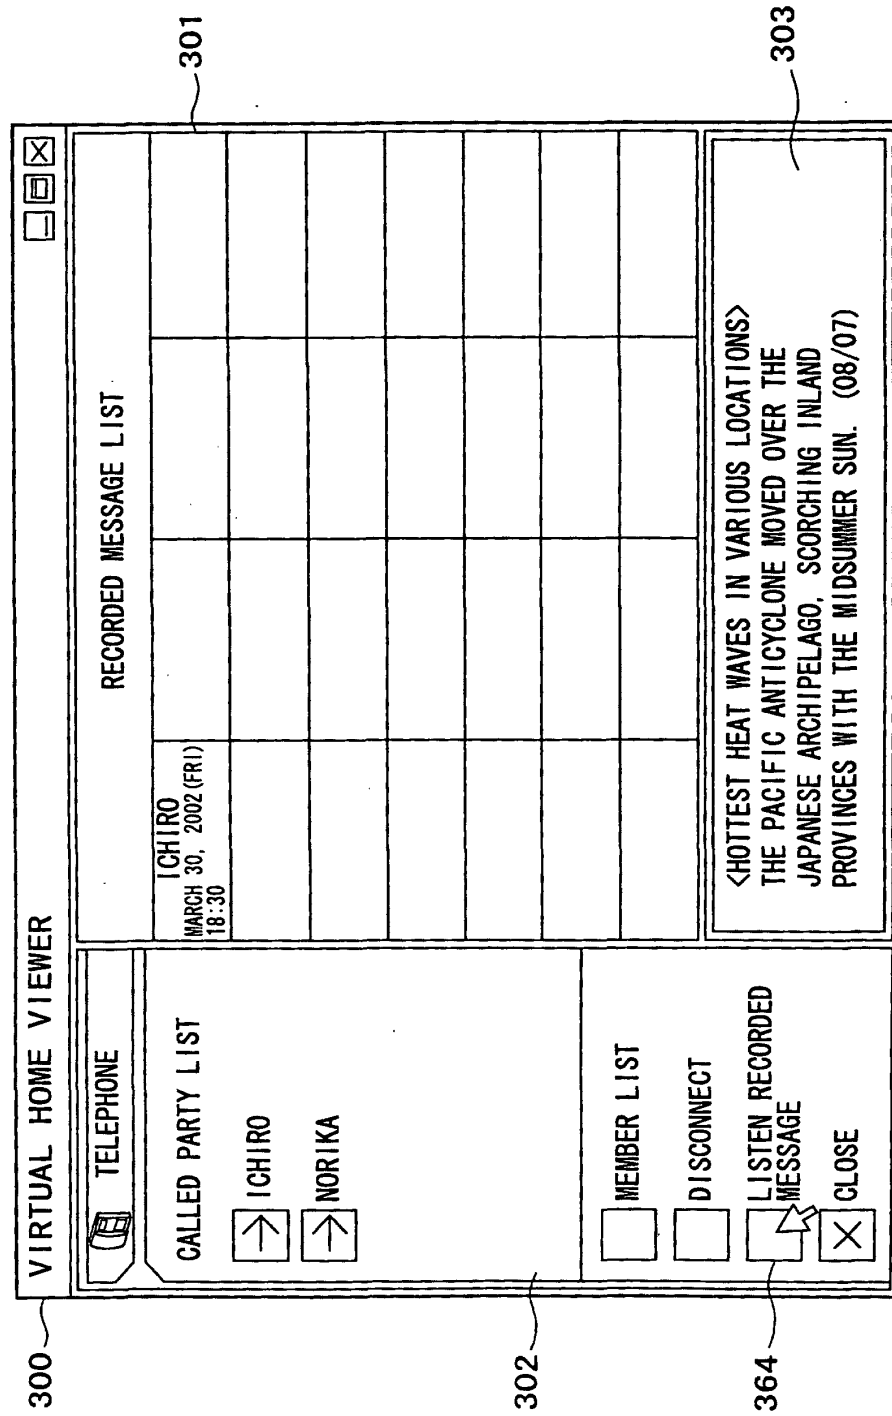 VIRTUAL HOME VIEWER
TELEPHONE
CALLED PARTY LIST
ICHIRO
NORIKA
MEMBER LIST
DISCONNECT
LISTEN RECORDED
MESSAGE
CLOSE
RECORDED MESSAGE LIST
ICHIRO
MARCH 30, 2002(FRI)
18:30
<HOTTEST HEAT WAVES IN VARIOUS LOCATIONS>
THE PACIFIC ANTICYCLONE MOVED OVER THE
JAPANESE ARCHIPELAGO, SCORCHING INLAND
PROVINCES WITH THE MIDSUMMER SUN. (08/07)
300
301
302
303
364